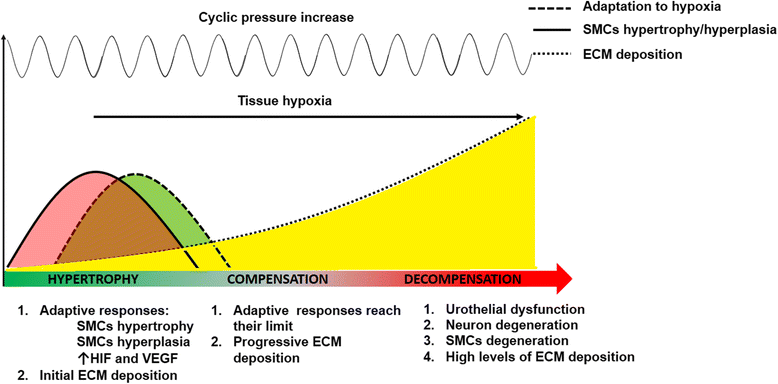 Cyclic pressure increase
Adaptation to hypoxia
SMCs hypertrophy/hyperplasia
ECM deposition
Tissue hypoxia
HYPERTROPHY
COMPENSATION
DECOMPENSATION
1. Adaptive responses:
SMCs hypertrophy
SMCs hyperplasia
↑HIF and VEGF
2. Initial ECM deposition
1. Adaptive responses reach
their limit
2. Progressive ECM
deposition
1. Urothelial dysfunction
2. Neuron degeneration
3. SMCs degeneration
4. High levels of ECM deposition